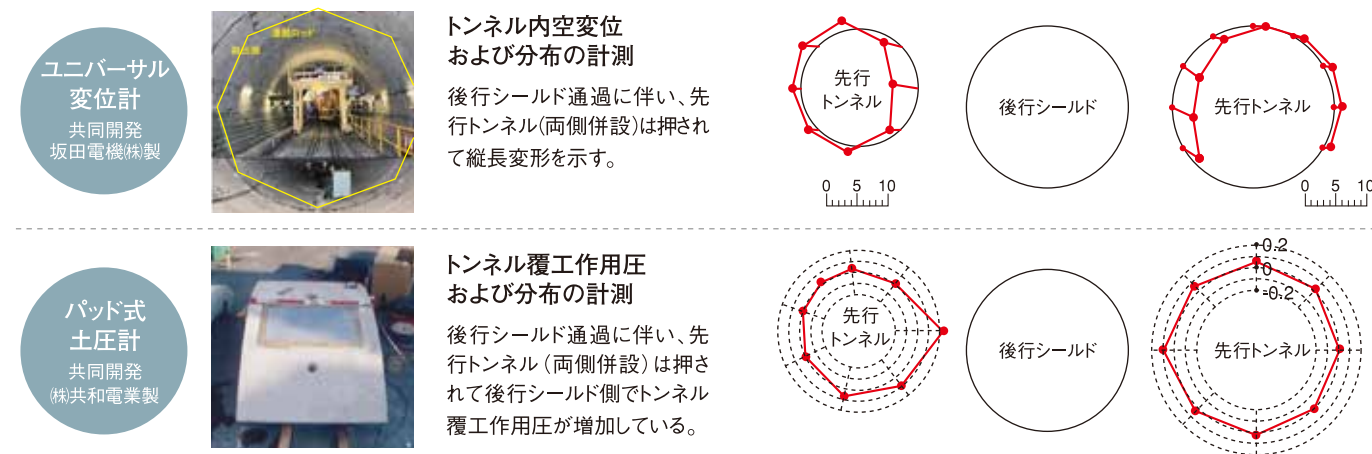 ユニバーサル
変位計
共同開発
坂田電機㈱製
連結ロッド
トンネル内空変位
および分布の計測
後行シールド通過に伴い、先
行トンネル(両側併設)は押され
て縦長変形を示す。
先行
トンネル
0 5 10
後行シールド
先行トンネル
0 5 10
パッド式
土圧計
共同開発
㈱共和電業製
トンネル覆工作用圧
および分布の計測
後行シールド通過に伴い、先
行トンネル（両側併設）は押さ
れて後行シールド側でトンネル
覆工作用圧が増加している。
先行
トンネル
後行シールド
0.2
0
-0.2
先行トンネル